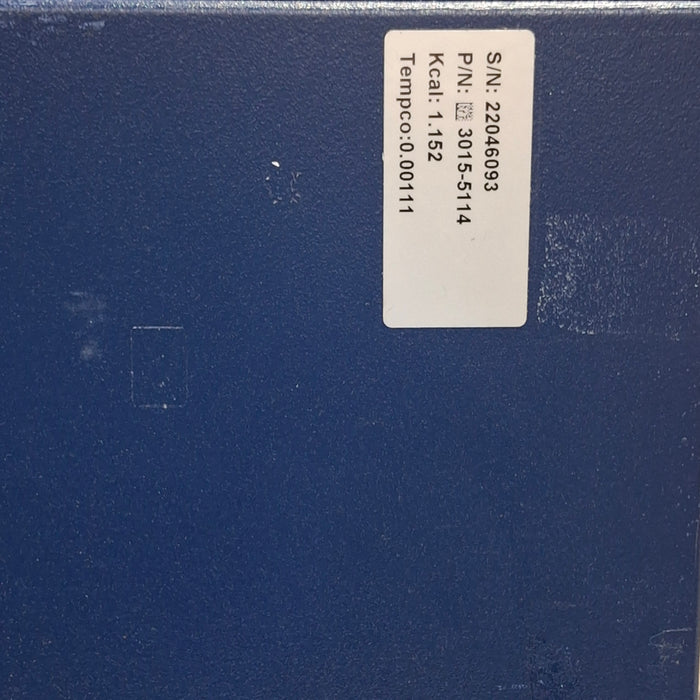 S/N: 22046093
P/N: 3015-5114
Kcal: 1.152
Tempco:0.00111